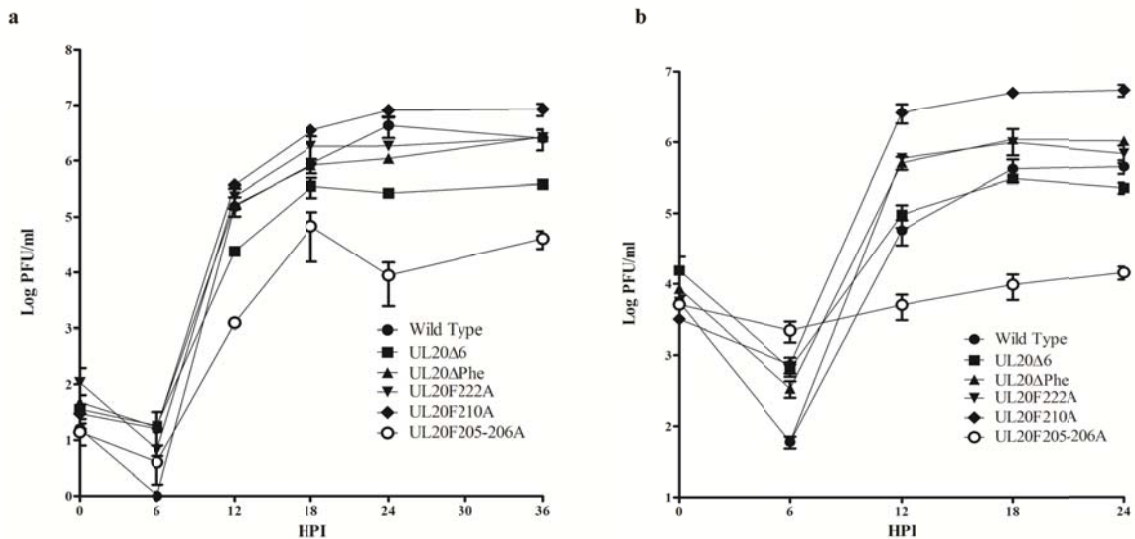 a
8
7
6
5
4
3
2
1
0
Log PFU/ml
0 6 12 18 24 30 36
HPI
Wild Type
UL20Δ6
UL20ΔPhe
UL20F222A
UL20F210A
UL20F205-206A
b
7
6
5
4
3
2
1
Log PFU/ml
0 6 12 18 24
HPI
Wild Type
UL20Δ6
UL20ΔPhe
UL20F222A
UL20F210A
UL20F205-206A